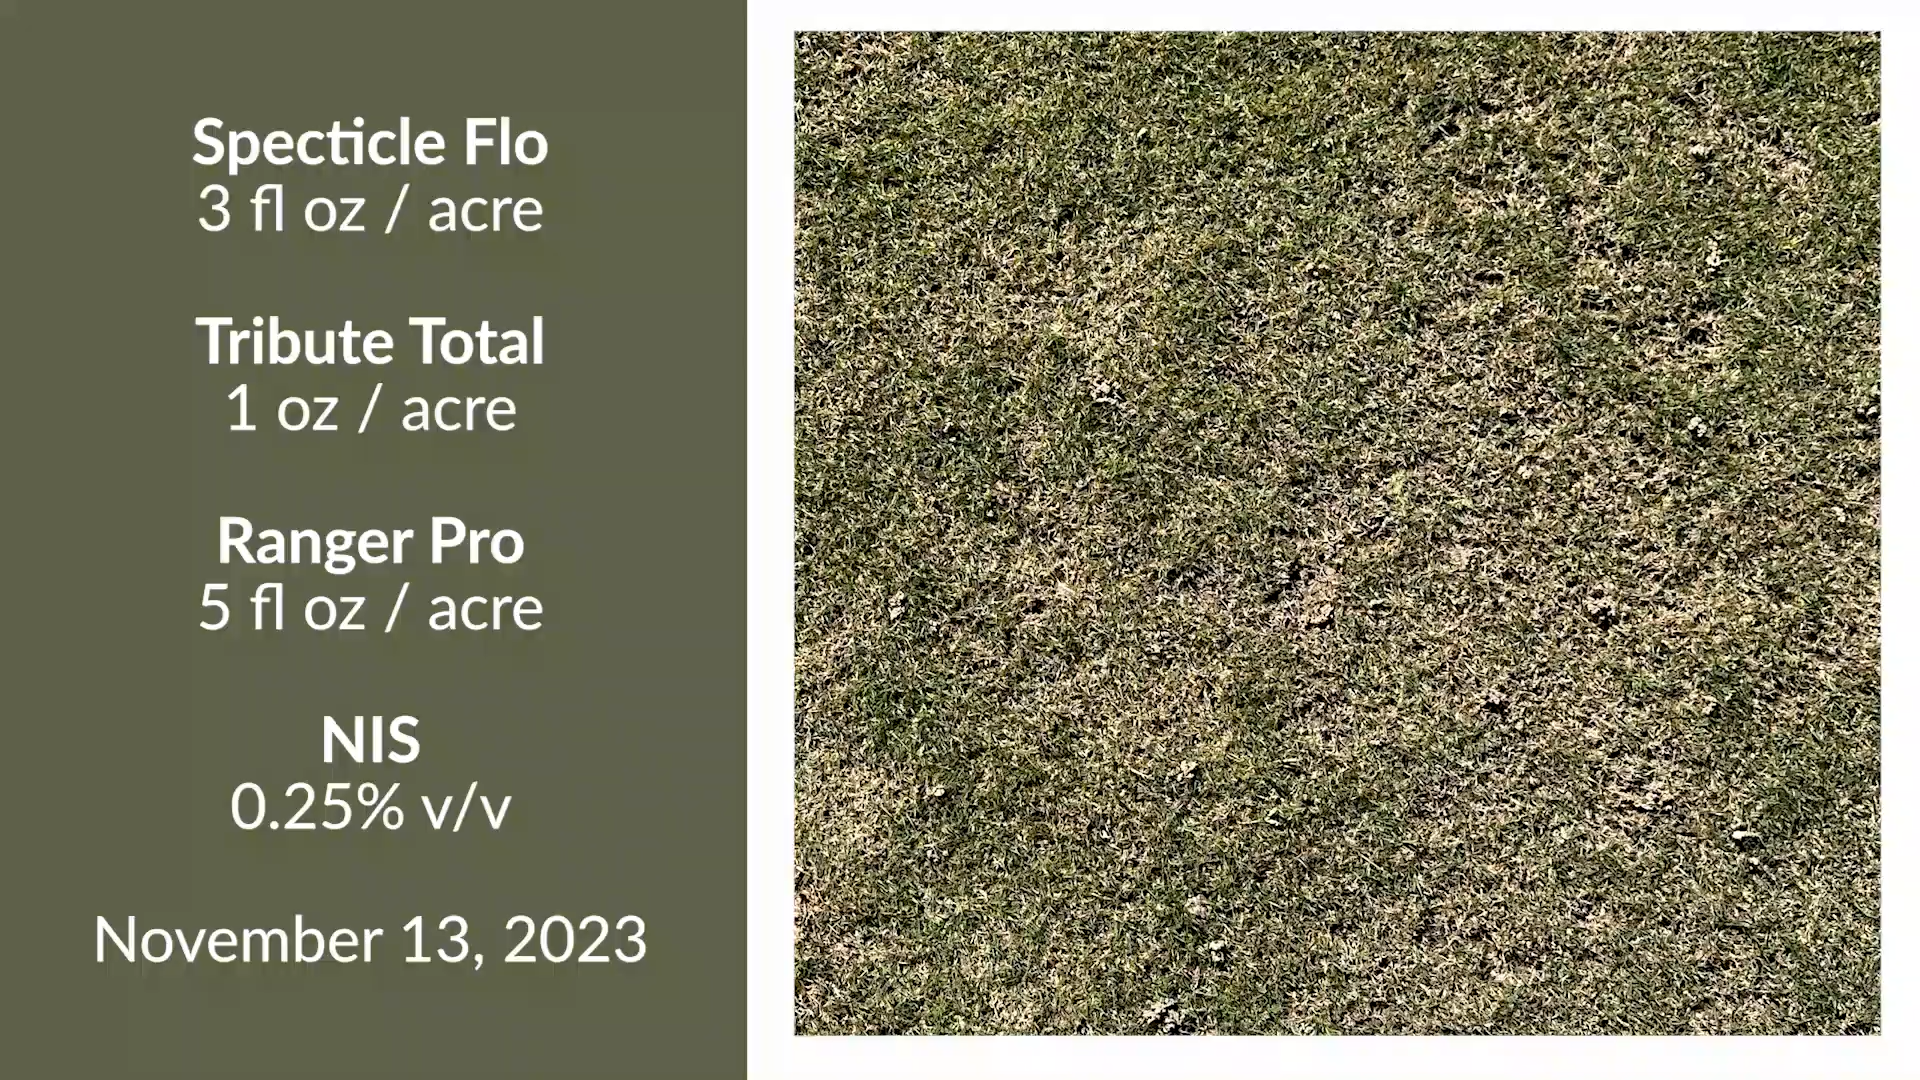 Specticle Flo
3 fl oz / acre
Tribute Total
1 oz / acre
Ranger Pro
5 fl oz / acre
NIS
0.25% v/v
November 13, 2023